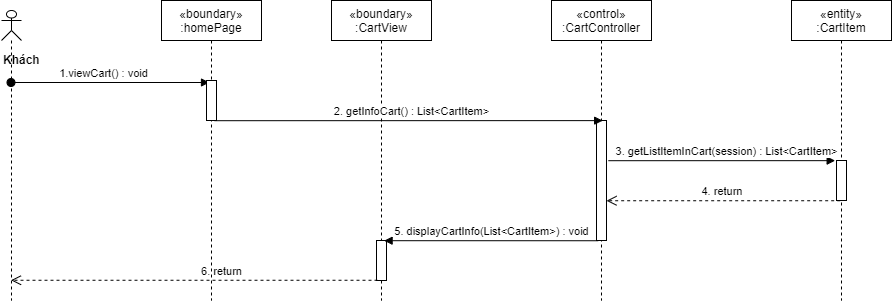 «boundary»
:homePage
«boundary»
:CartView
«control»
:CartController
«entity»
:CartItem
Khách
1.viewCart() : void
2. getInfoCart() : List<CartItem>
3. getListItemInCart(session) : List<CartItem>
4. return
5. displayCartInfo(List<CartItem>) : void
6. return